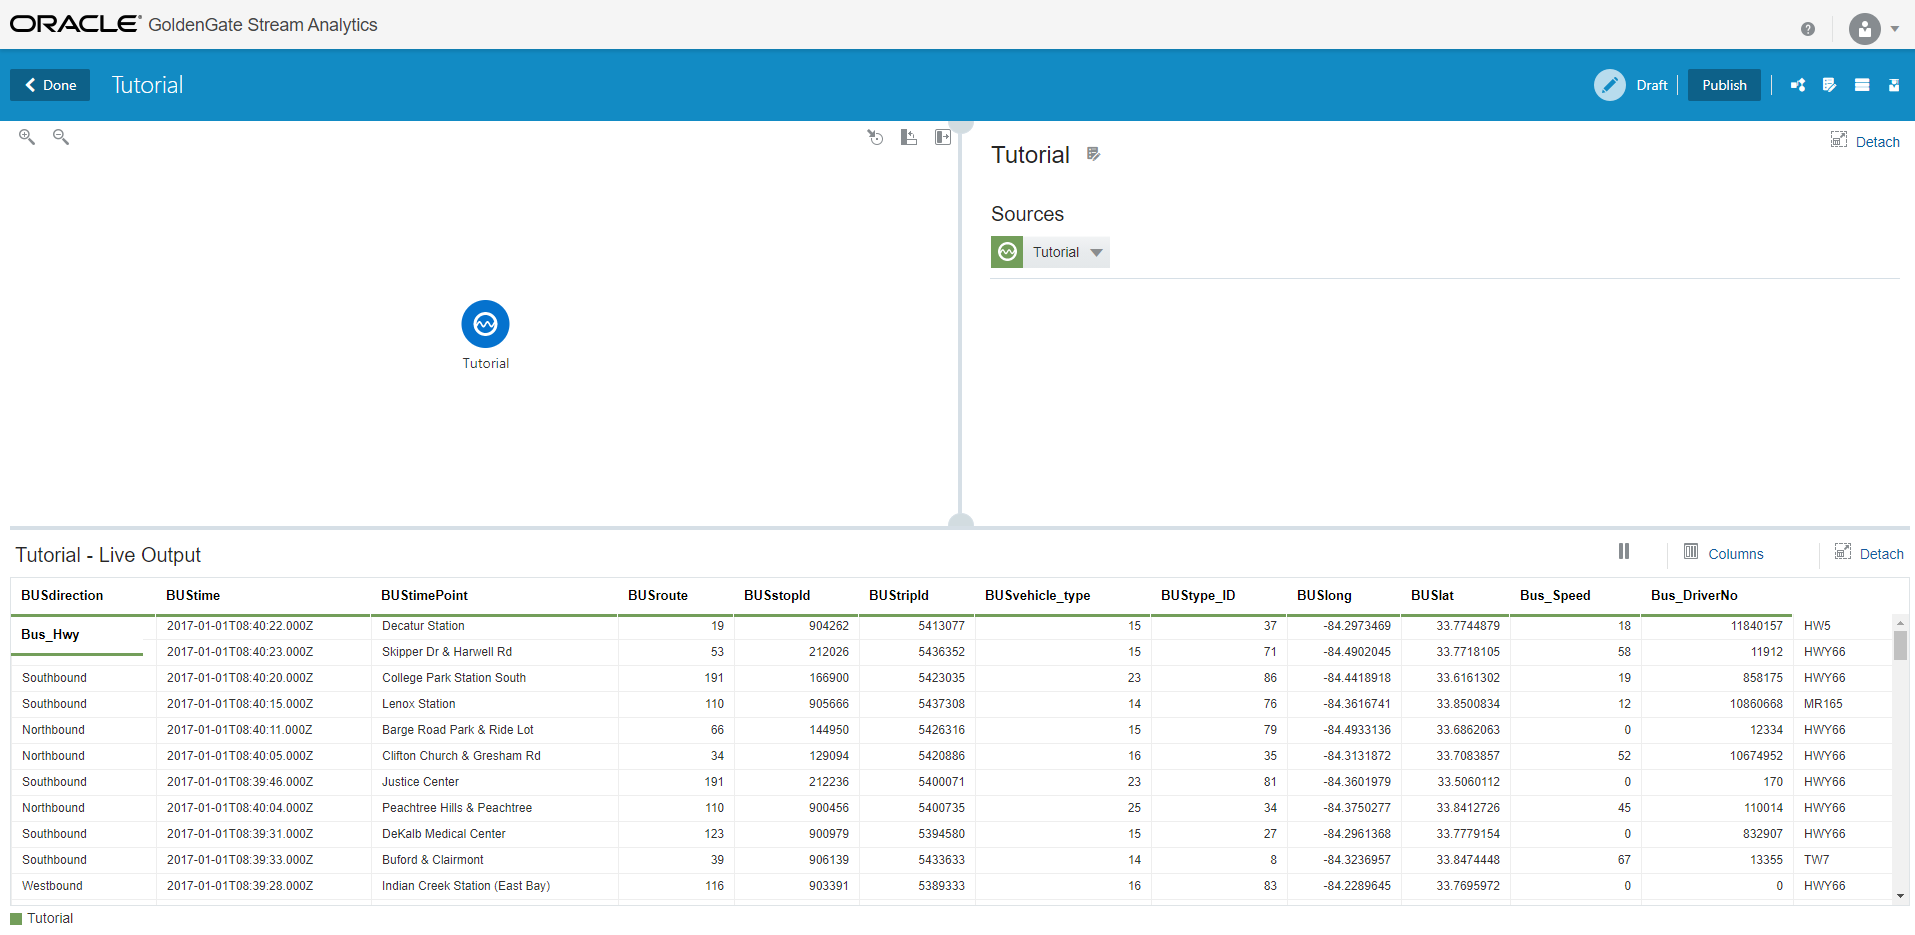 ORACLE® GoldenGate Stream Analytics
?
Done Tutorial Draft Publish
Tutorial
Detach
Sources
Tutorial
Tutorial
Tutorial - Live Output Columns Detach
BUSdirection BUStime BUStimePoint BUSroute BUSstopId BUStripId BUSvehicle_type BUStype_ID BUSlong BUSlat Bus_Speed Bus_DriverNo
Bus_Hwy
2017-01-01T08:40:22.000Z Decatur Station 19 904262 5413077 15 37 -84.2973469 33.7744879 18 11840157 HW5
2017-01-01T08:40:23.000Z Skipper Dr & Harwell Rd 53 212026 5436352 15 71 -84.4902045 33.7718105 58 11912 HWY66
Southbound 2017-01-01T08:40:20.000Z College Park Station South 191 166900 5423035 23 86 -84.4418918 33.6161302 19 858175 HWY66
Southbound 2017-01-01T08:40:15.000Z Lenox Station 110 905666 5437308 14 76 -84.3616741 33.8500834 12 10860668 MR165
Northbound 2017-01-01T08:40:11.000Z Barge Road Park & Ride Lot 66 144950 5426316 15 79 -84.4933136 33.6862063 0 12334 HWY66
Northbound 2017-01-01T08:40:05.000Z Clifton Church & Gresham Rd 34 129094 5420886 16 35 -84.3131872 33.7083857 52 10674952 HWY66
Southbound 2017-01-01T08:39:46.000Z Justice Center 191 212236 5400071 23 81 -84.3601979 33.5060112 0 170 HWY66
Northbound 2017-01-01T08:40:04.000Z Peachtree Hills & Peachtree 110 900456 5400735 25 34 -84.3750277 33.8412726 45 110014 HWY66
Southbound 2017-01-01T08:39:31.000Z DeKalb Medical Center 123 900979 5394580 15 27 -84.2961368 33.7779154 0 832907 HWY66
Southbound 2017-01-01T08:39:33.000Z Buford & Clairmont 39 906139 5433633 14 8 -84.3236957 33.8474448 67 13355 TW7
Westbound 2017-01-01T08:39:28.000Z Indian Creek Station (East Bay) 116 903391 5389333 16 83 -84.2289645 33.7695972 0 0 HWY66
Tutorial